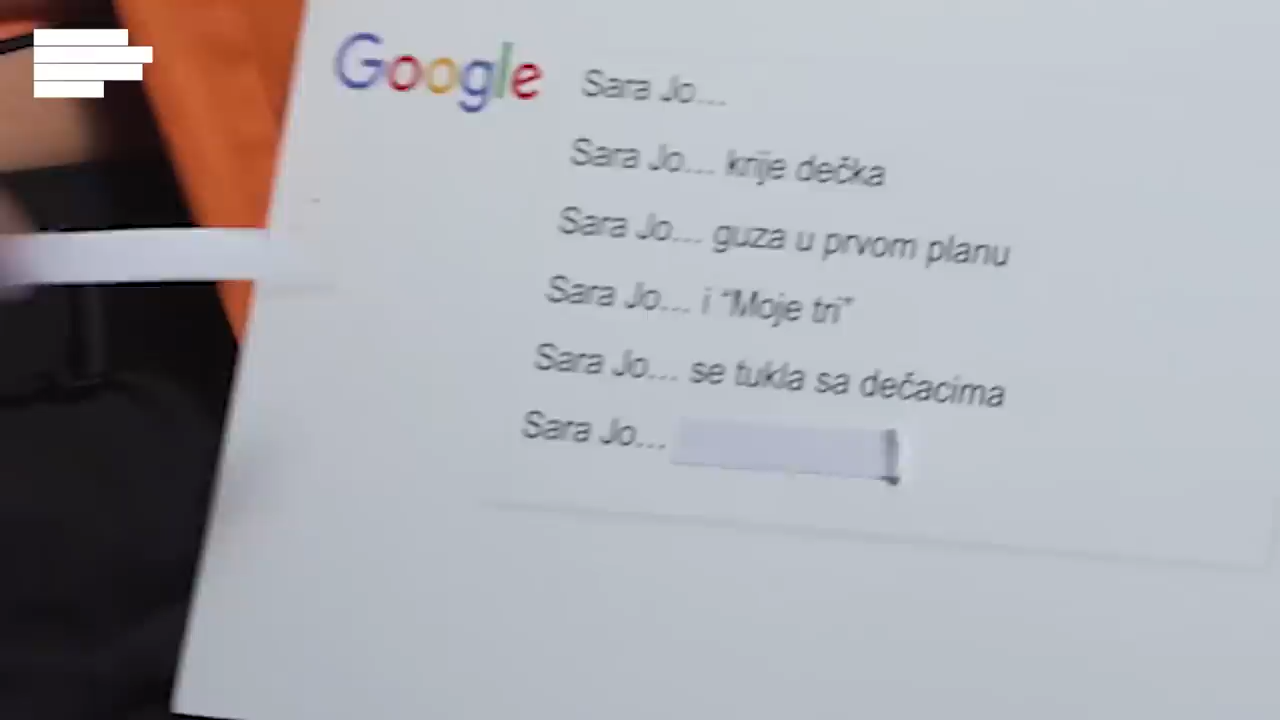 Google
Sara Jo...
Sara Jo... krije dečka
Sara Jo... guza u prvom planu
Sara Jo... i "Moje tri"
Sara Jo... se tukla sa dečacima
Sara Jo...